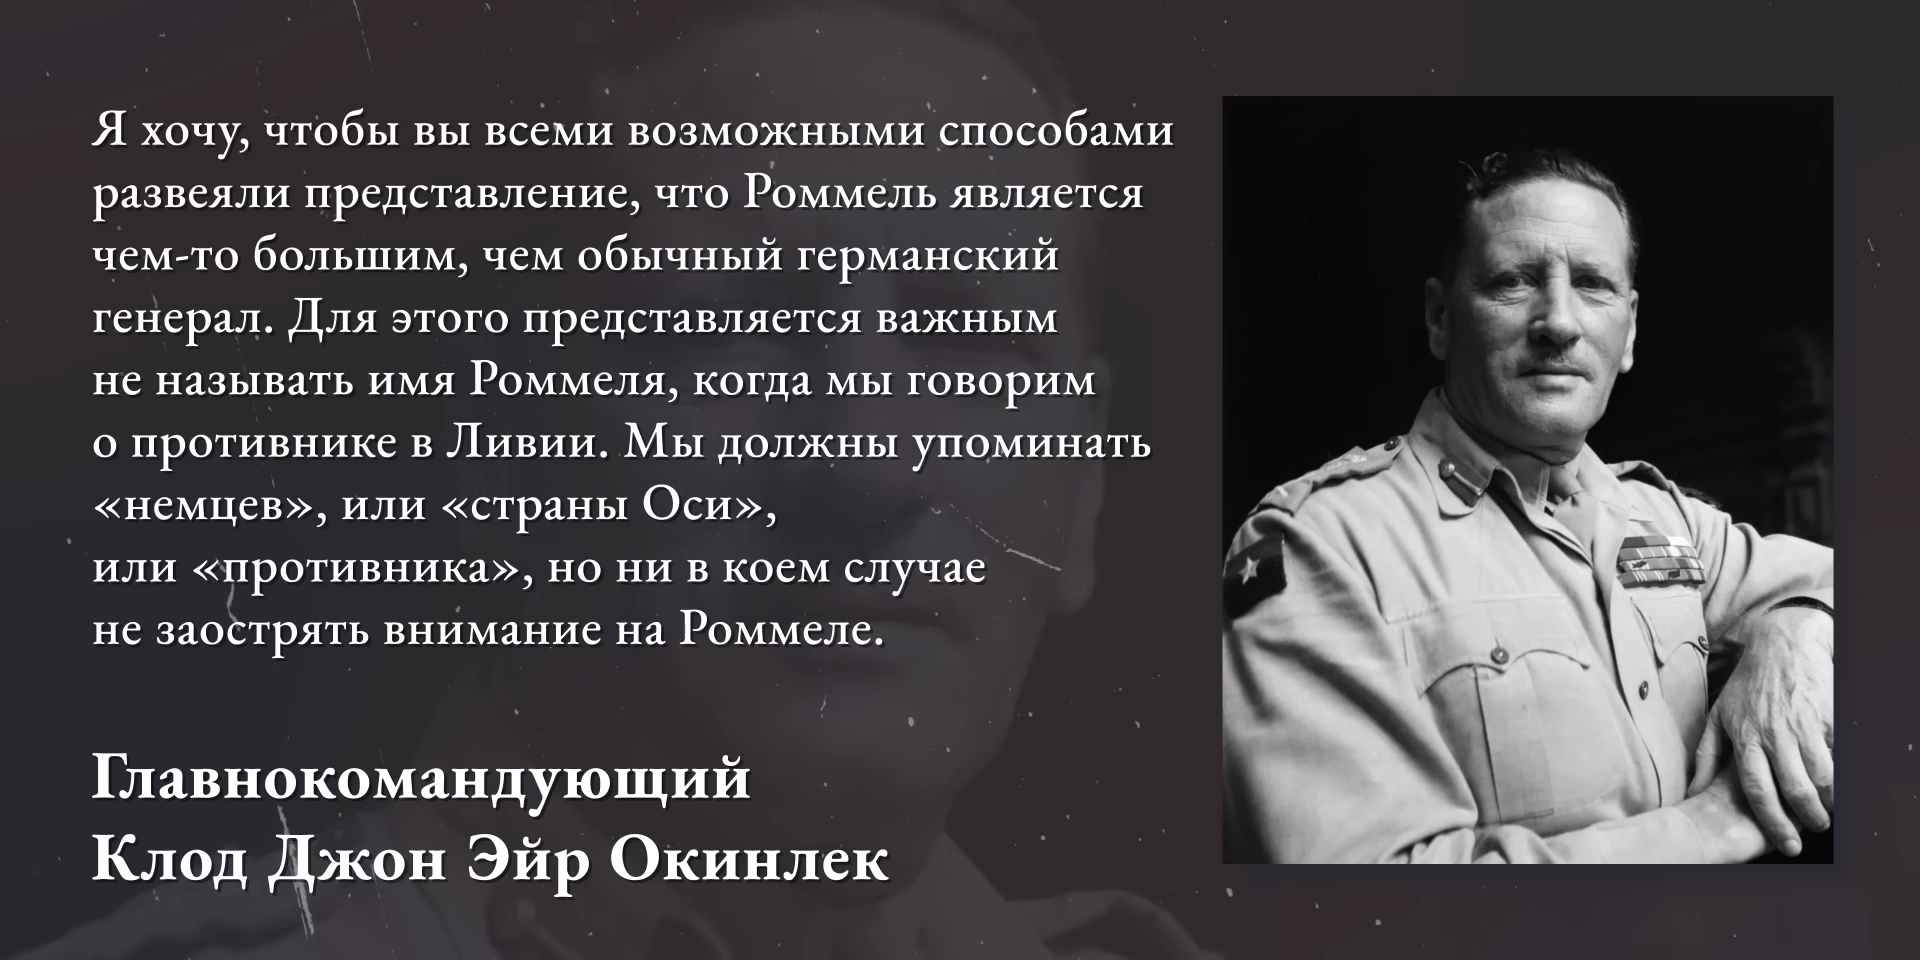 Я хочу, чтобы вы всеми возможными способами
развеяли представление, что Роммель является
чем-то большим, чем обычный германский
генерал. Для этого представляется важным
не называть имя Роммеля, когда мы говорим
о противнике в Ливии. Мы должны упоминать
«немцев», или «страны Оси»,
или «противника», но ни в коем случае
не заострять внимание на Роммеле.
Главнокомандующий
Клод Джон Эйр Окинлек